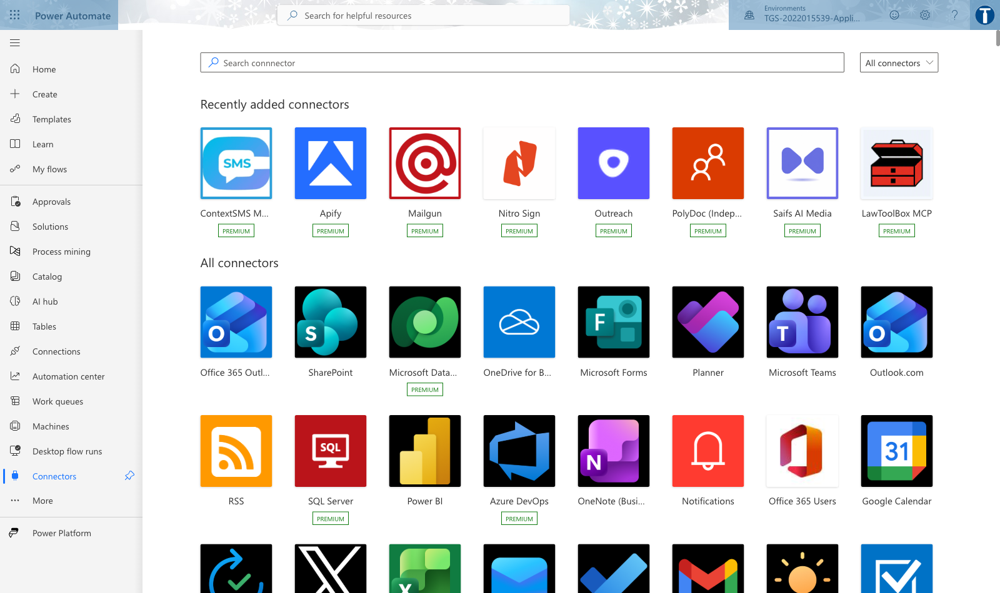 Power Automate
Search for helpful resources
Environments
TGS-2022015539-Appli...
Home
Create
Templates
Learn
My flows
Approvals
Solutions
Process mining
Catalog
AI hub
Tables
Connections
Automation center
Work queues
Machines
Desktop flow runs
Connectors
More
Power Platform
Search connnector
All connectors
Recently added connectors
SMS
ContextSMS M...
Apify
Mailgun
Nitro Sign
Outreach
PolyDoc (Indep...
Saifs AI Media
LawToolBox MCP
PREMIUM
PREMIUM
PREMIUM
PREMIUM
PREMIUM
PREMIUM
PREMIUM
PREMIUM
All connectors
O
S
F
T
O
Office 365 Outl...
SharePoint
Microsoft Data...
OneDrive for B...
Microsoft Forms
Planner
Microsoft Teams
Outlook.com
PREMIUM
SQL
N
31
RSS
SQL Server
Power BI
Azure DevOps
OneNote (Busi...
Notifications
Office 365 Users
Google Calendar
PREMIUM
PREMIUM
X